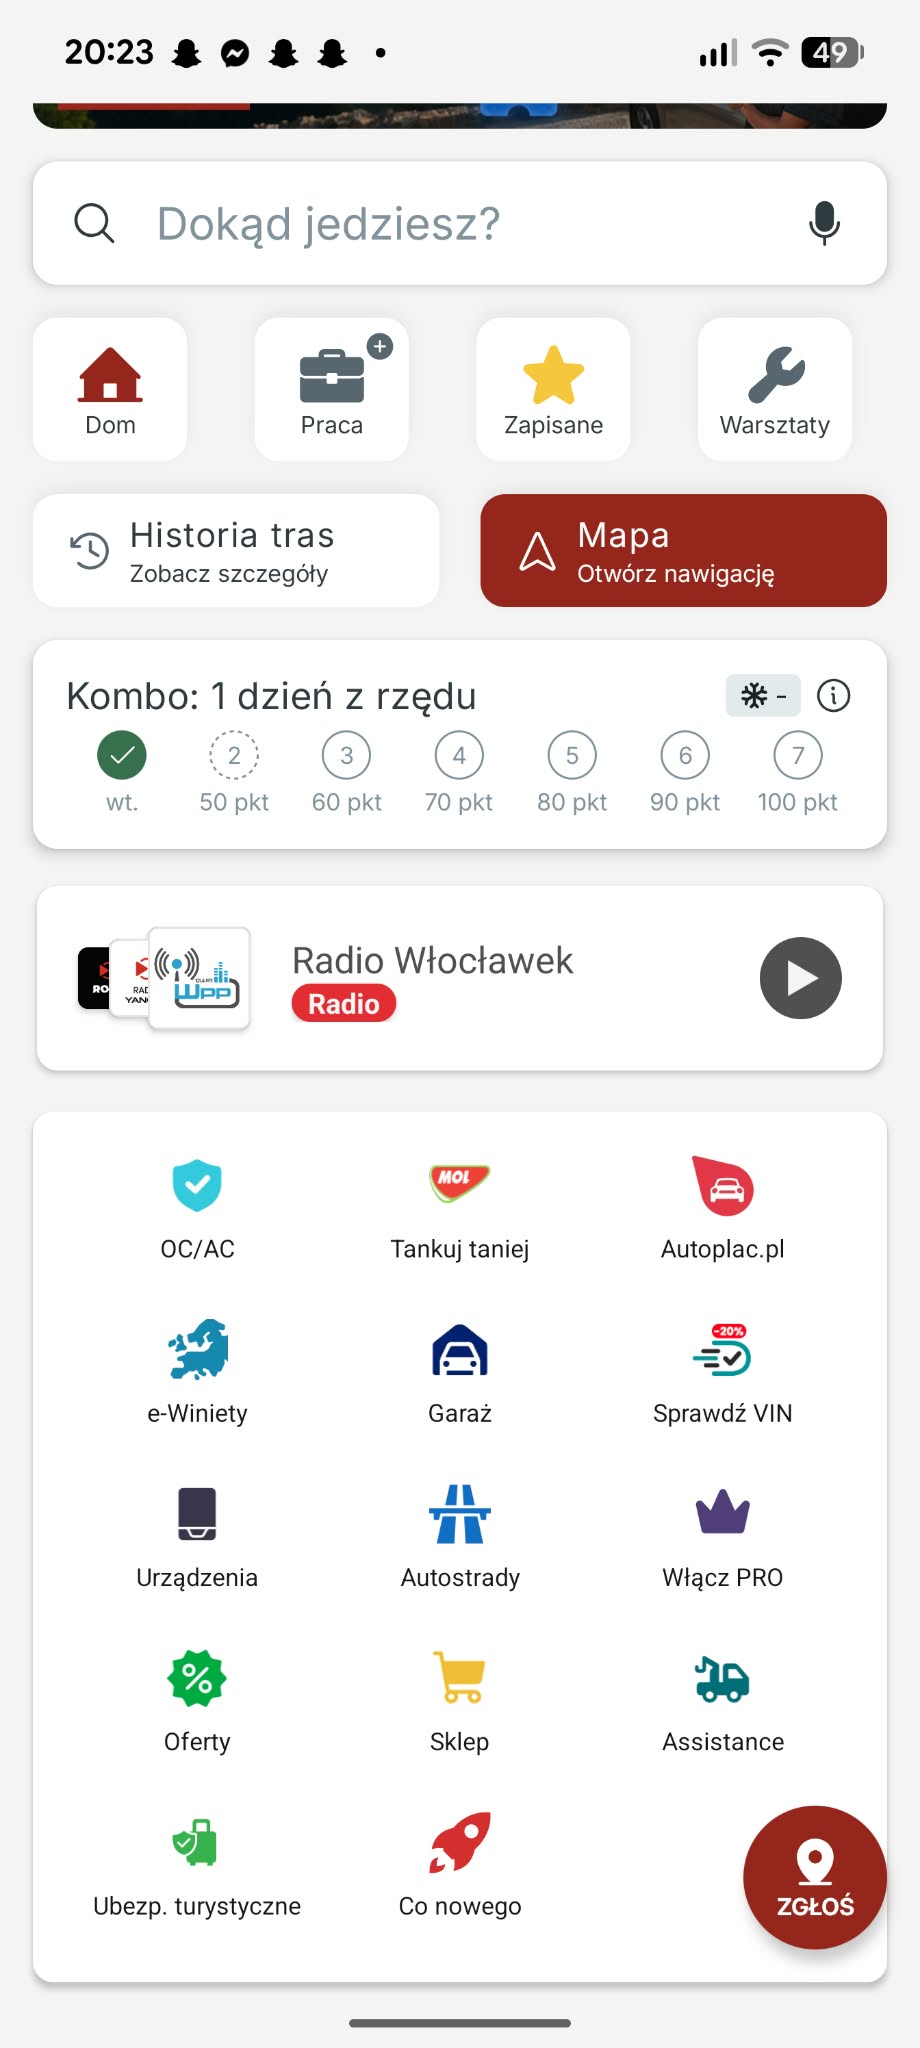 20:23
49
Dokąd jedziesz?
Dom
Praca
Zapisane
Warsztaty
Historia tras
Zobacz szczegóły
Mapa
Otwórz nawigację
Kombo: 1 dzień z rzędu
-
2
3
4
5
6
7
wt.
50 pkt
60 pkt
70 pkt
80 pkt
90 pkt
100 pkt
Radio Włocławek
Radio
WPP
OC/AC
MOL
Tankuj taniej
Autoplac.pl
e-Winiety
Garaż
-20%
Sprawdź VIN
Urządzenia
Autostrady
Włącz PRO
Oferty
Sklep
Assistance
Ubezp. turystyczne
Co nowego
ZGŁOŚ